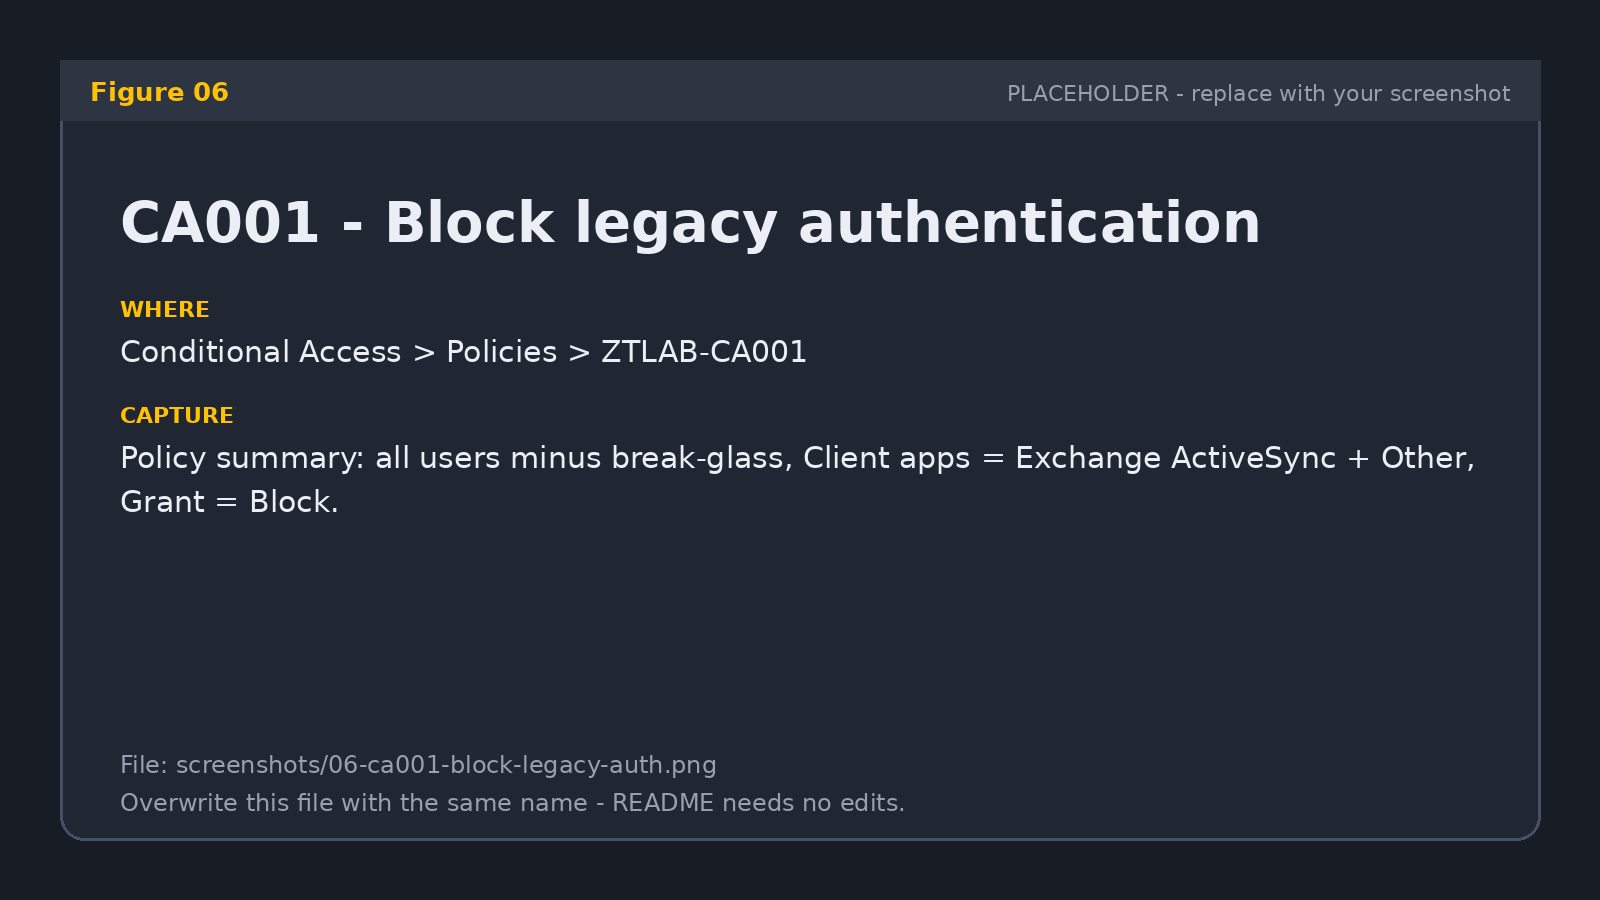 Figure 06
PLACEHOLDER - replace with your screenshot
CA001 - Block legacy authentication
WHERE
Conditional Access > Policies > ZTLAB-CA001
CAPTURE
Policy summary: all users minus break-glass, Client apps = Exchange ActiveSync + Other,
Grant = Block.
File: screenshots/06-ca001-block-legacy-auth.png
Overwrite this file with the same name - README needs no edits.